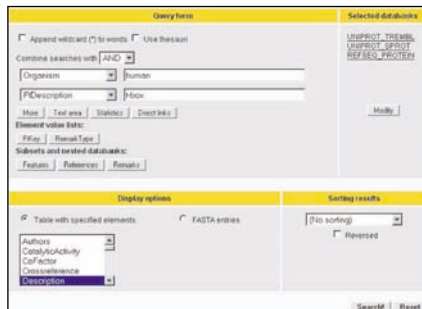 Query form
Selected databanks
Append wildcard (*) to words Use thesauri
UNIPROT_TREMBL
UNIPROT_SPROT
REFSEQ_PROTEIN
Combine searches with AND
Organism human
FtDescription t-box
More Text area Statistics Direct links
Modify
Element value lists:
FtKey RemarkType
Subsets and nested databanks:
Features References Remarks
Display options
Sorting results
Table with specified elements FASTA entries
(No sorting)
Reversed
Authors
CatalyticActivity
CoFactor
Crossreference
Description
Search! Reset